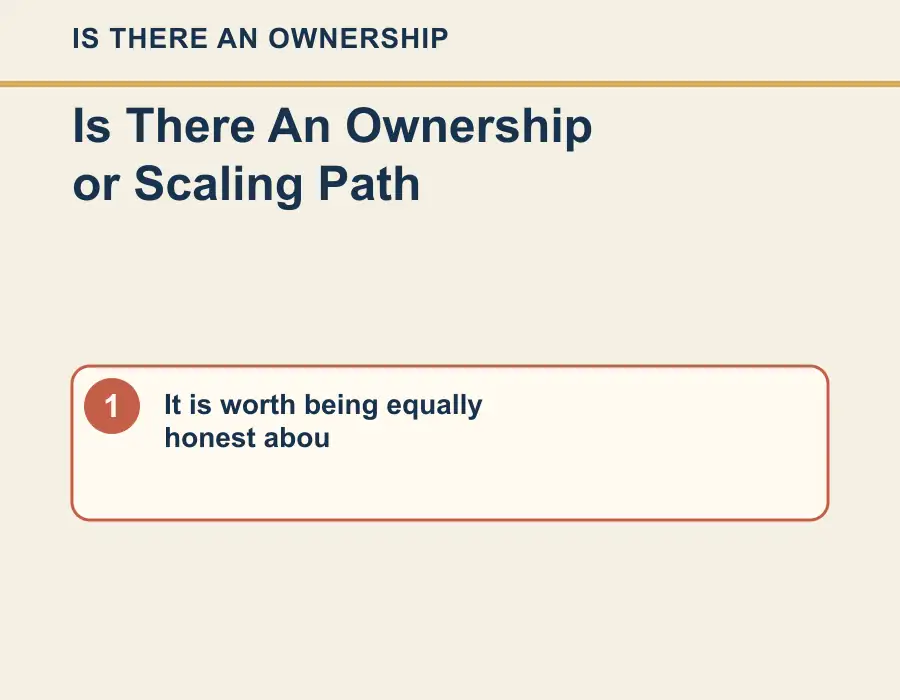 IS THERE AN OWNERSHIP
Is There An Ownership
or Scaling Path
1
It is worth being equally
honest abou